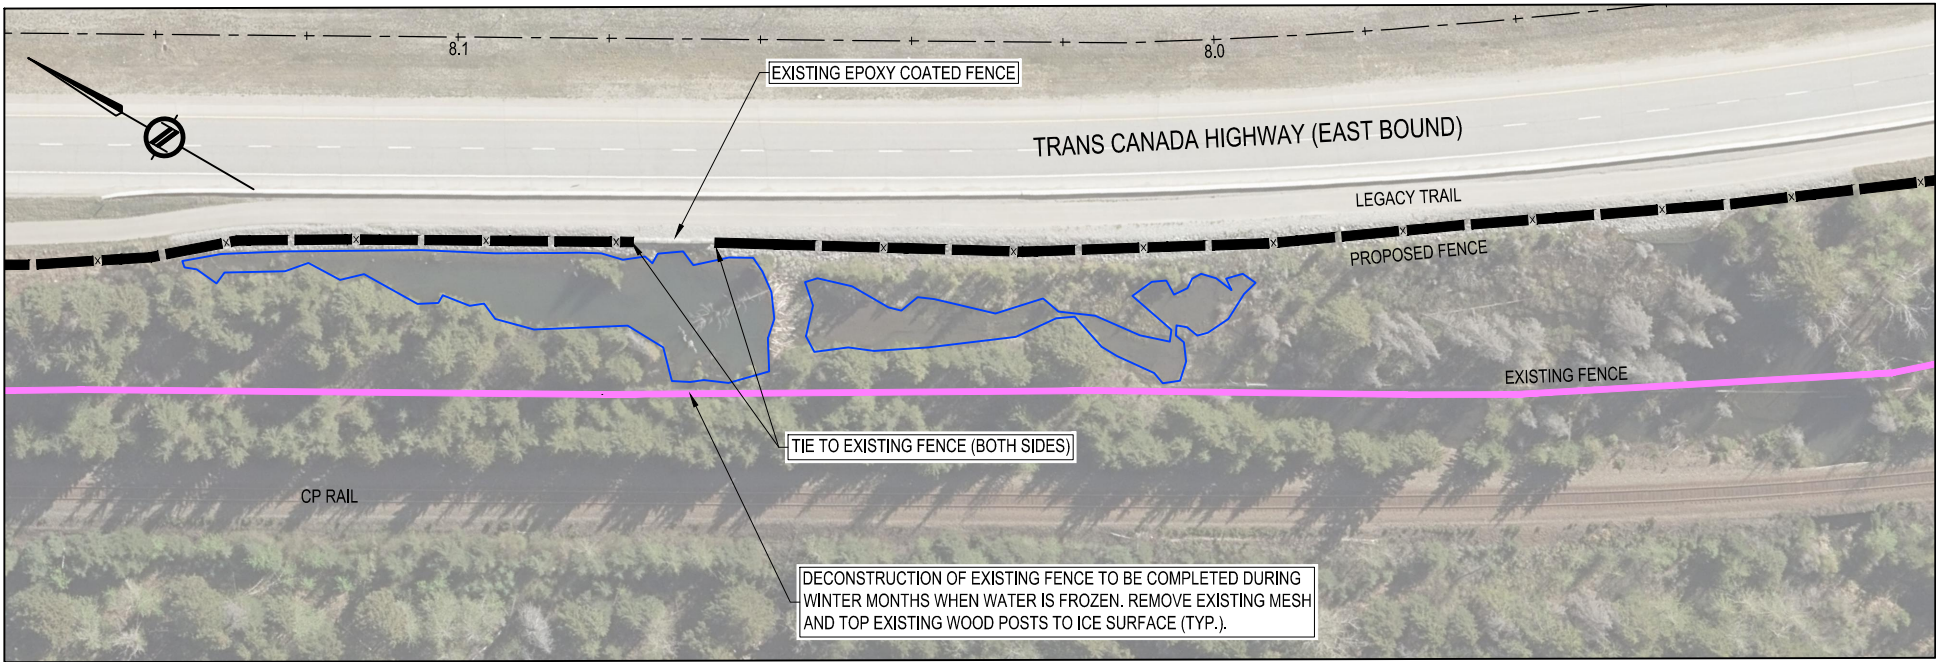 8.1
8.0
EXISTING EPOXY COATED FENCE
TRANS CANADA HIGHWAY (EAST BOUND)
LEGACY TRAIL
PROPOSED FENCE
EXISTING FENCE
TIE TO EXISTING FENCE (BOTH SIDES)
CP RAIL
DECONSTRUCTION OF EXISTING FENCE TO BE COMPLETED DURING
WINTER MONTHS WHEN WATER IS FROZEN. REMOVE EXISTING MESH
AND TOP EXISTING WOOD POSTS TO ICE SURFACE (TYP.).